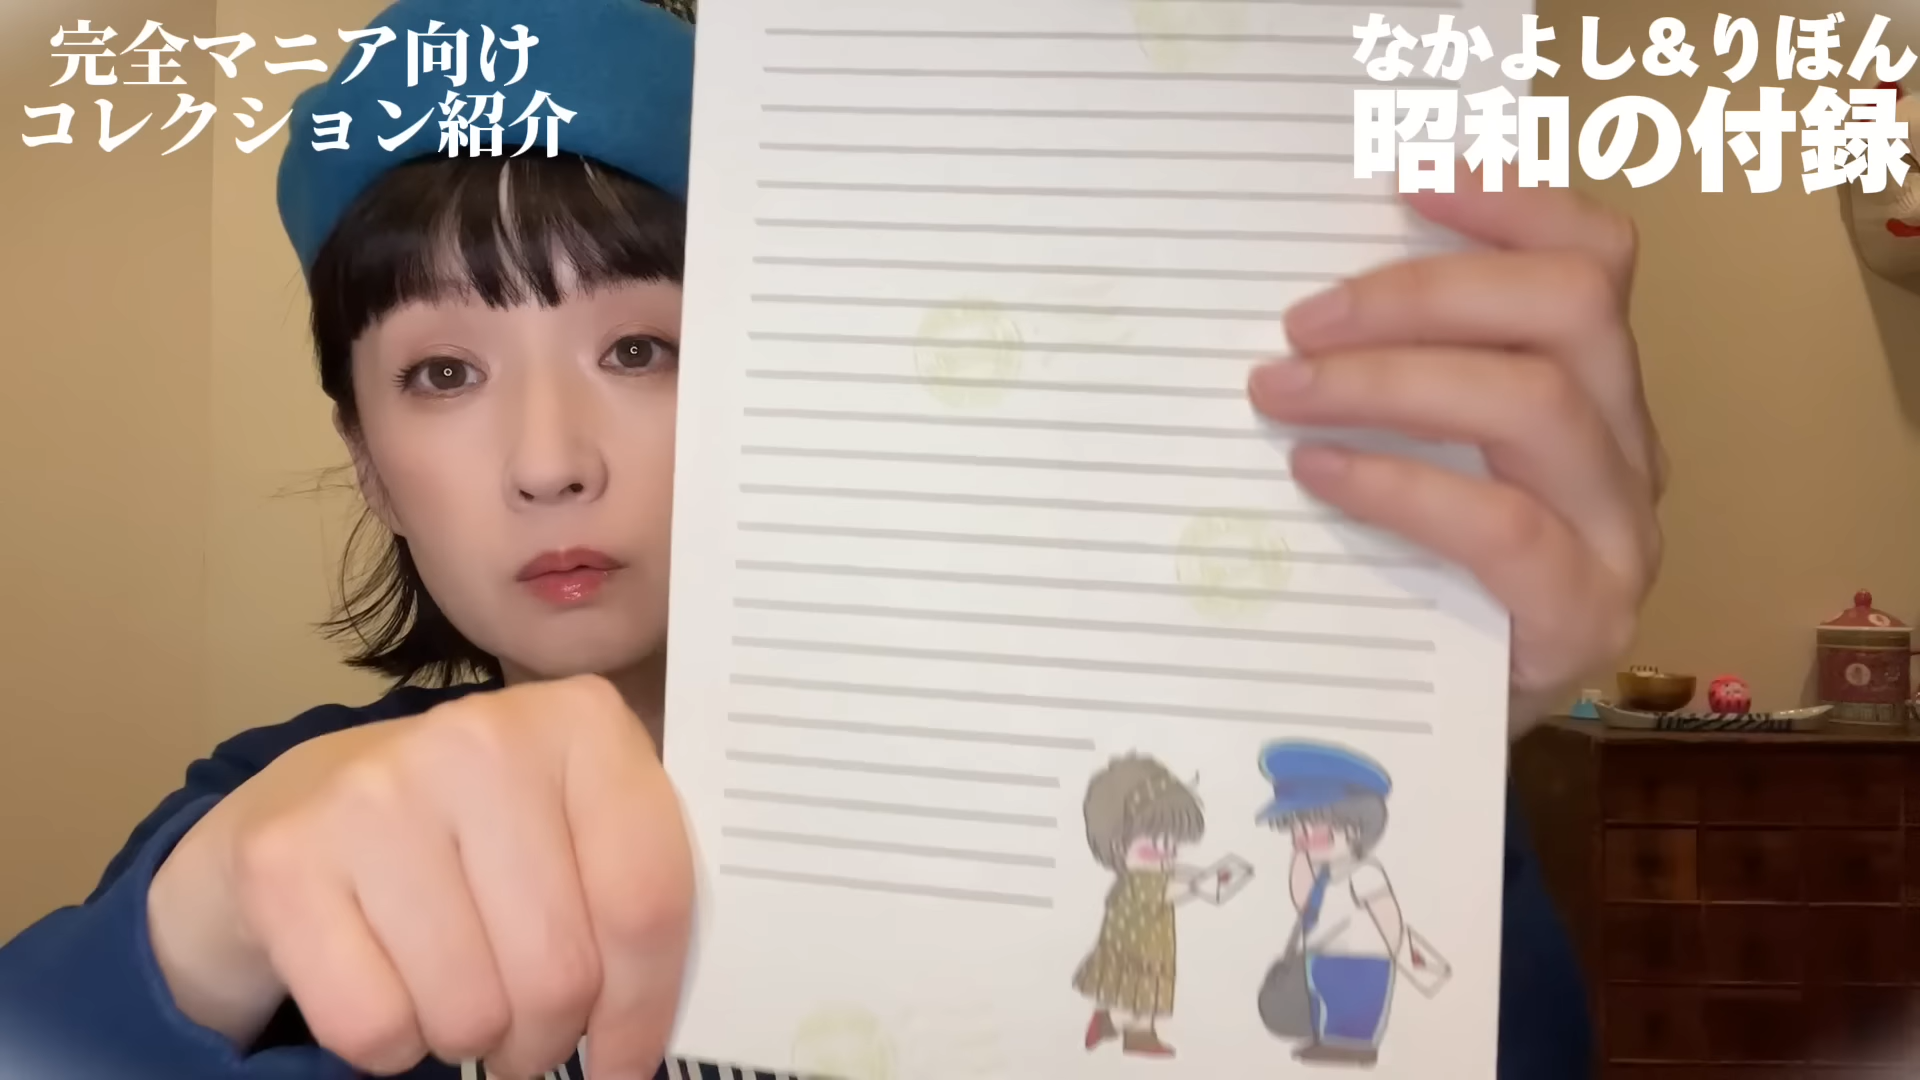 完全マニア向け
コレクション紹介
なかよし&りぼん
昭和の付録